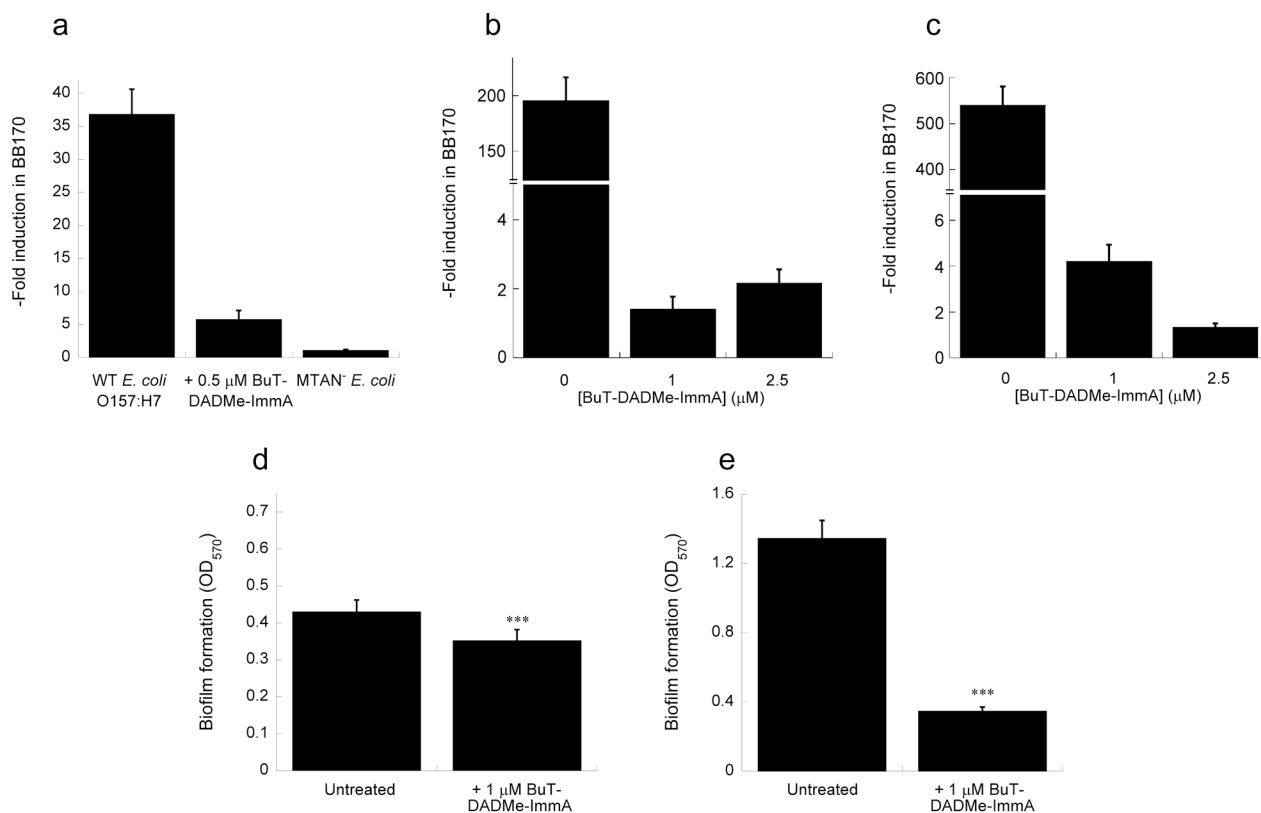 a
-Fold induction in BB170
40
35
30
25
20
15
10
5
0
WT E. coli
O157:H7
+ 0.5 μM BuT-
DADMe-ImmA
MTAN- E. coli
b
-Fold induction in BB170
200
150
4
2
0
0
1
2.5
[BuT-DADMe-ImmA] (μM)
c
-Fold induction in BB170
600
500
400
6
4
2
0
0
1
2.5
[BuT-DADMe-ImmA] (μM)
d
Biofilm formation (OD570)
0.7
0.6
0.5
0.4
0.3
0.2
0.1
0
***
Untreated
+ 1 μM BuT-
DADMe-ImmA
e
Biofilm formation (OD570)
1.6
1.2
0.8
0.4
0
***
Untreated
+ 1 μM BuT-
DADMe-ImmA